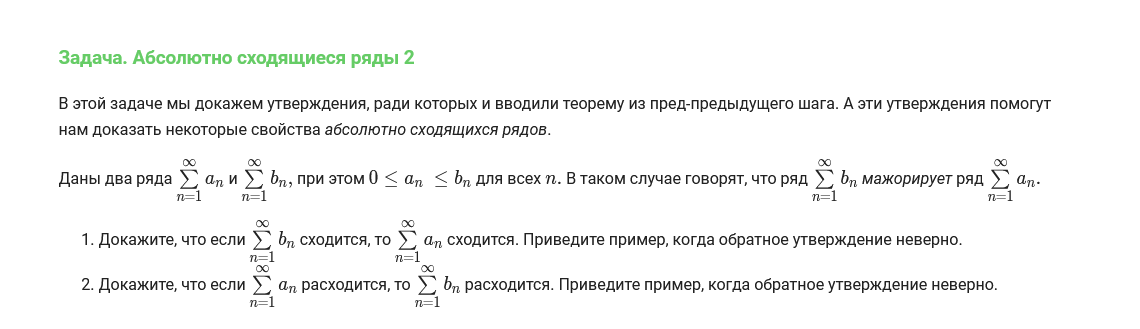 Задача. Абсолютно сходящиеся ряды 2
В этой задаче мы докажем утверждения, ради которых и вводили теорему из пред-предыдущего шага. А эти утверждения помогут
нам доказать некоторые свойства абсолютно сходящихся рядов.
Даны два ряда $\sum_{n=1}^{\infty} a_n$ и $\sum_{n=1}^{\infty} b_n$, при этом $0 \leq a_n \leq b_n$ для всех $n$. В таком случае говорят, что ряд $\sum_{n=1}^{\infty} b_n$ мажорирует ряд $\sum_{n=1}^{\infty} a_n$.
1. Докажите, что если $\sum_{n=1}^{\infty} b_n$ сходится, то $\sum_{n=1}^{\infty} a_n$ сходится. Приведите пример, когда обратное утверждение неверно.
2. Докажите, что если $\sum_{n=1}^{\infty} a_n$ расходится, то $\sum_{n=1}^{\infty} b_n$ расходится. Приведите пример, когда обратное утверждение неверно.